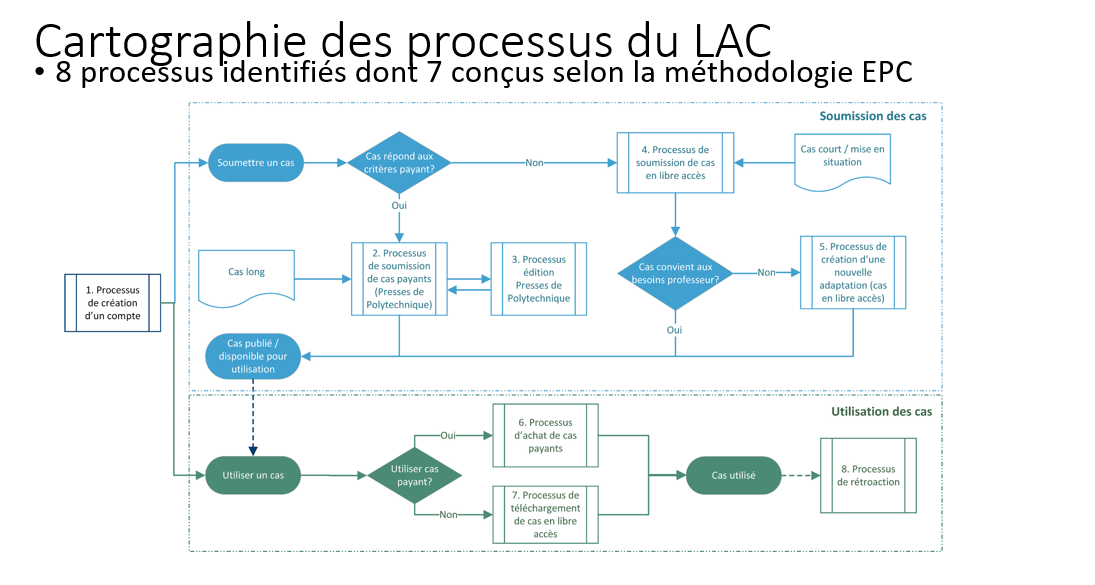 Cartographie des processus du LAC
• 8 processus identifiés dont 7 conçus selon la méthodologie EPC
Soumission des cas
Soumettre un cas
Cas répond aux
critères payant?
Non
4. Processus de
soumission de cas
en libre accès
Cas court / mise en
situation
Oui
Cas long
2. Processus
de soumission
de cas payants
(Presses de
Polytechnique)
3. Processus
édition
Presses de
Polytechnique
Cas convient aux
besoins professeur?
Non
5. Processus de
création d’une
nouvelle
adaptation (cas
en libre accès)
1. Processus
de création
d’un compte
Oui
Cas publié /
disponible pour
utilisation
Utilisation des cas
Utiliser un cas
Utiliser cas
payant?
Oui
6. Processus
d’achat de cas
payants
Non
7. Processus de
téléchargement
de cas en libre
accès
Cas utilisé
8. Processus
de rétroaction